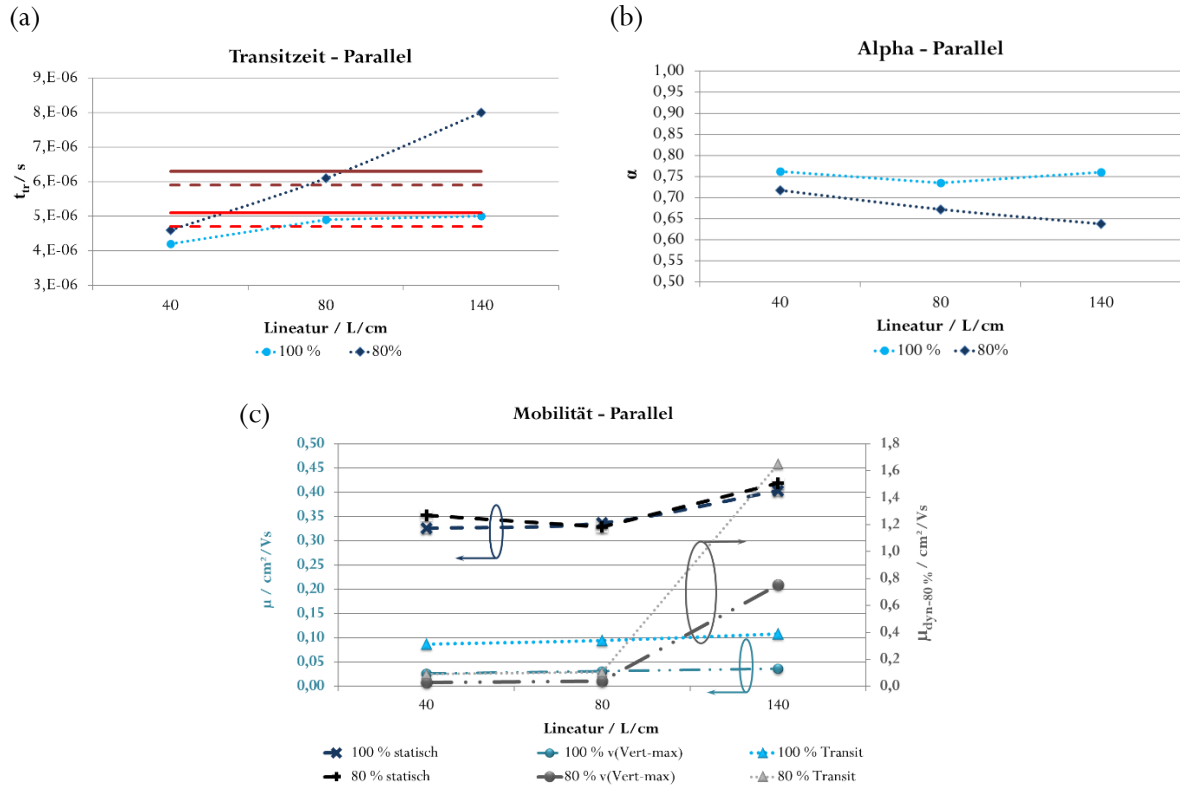 (a)
Transitzeit - Parallel
9,E-06
8,E-06
7,E-06
6,E-06
5,E-06
4,E-06
3,E-06
t_tr / s
40
80
140
Lineatur / L/cm
100 %
80%
(b)
Alpha - Parallel
1,00
0,95
0,90
0,85
0,80
0,75
0,70
0,65
0,60
0,55
0,50
α
40
80
140
Lineatur / L/cm
100 %
80%
(c)
Mobilität - Parallel
0,50
0,45
0,40
0,35
0,30
0,25
0,20
0,15
0,10
0,05
0,00
μ / cm²/Vs
1,8
1,6
1,4
1,2
1,0
0,8
0,6
0,4
0,2
0,0
μ_dyn-80 % / cm²/Vs
40
80
140
Lineatur / L/cm
100 % statisch
100 % v(Vert-max)
100 % Transit
80 % statisch
80 % v(Vert-max)
80 % Transit